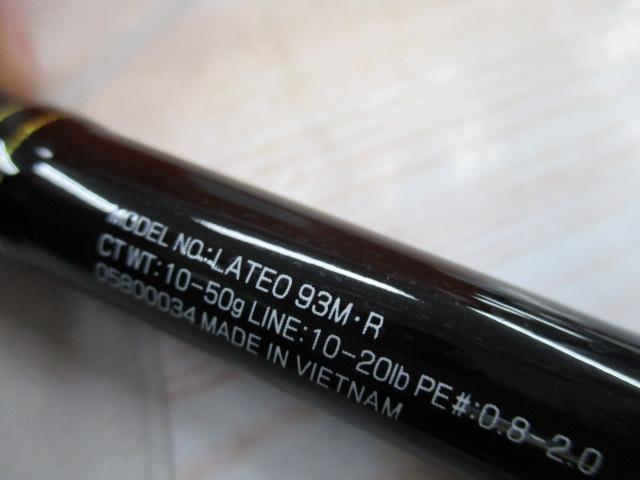 MODEL NO.:LATEO 93M·R
CT WT:10-50g LINE:10-20lb PE#:0.8-2.0
05800034 MADE IN VIETNAM